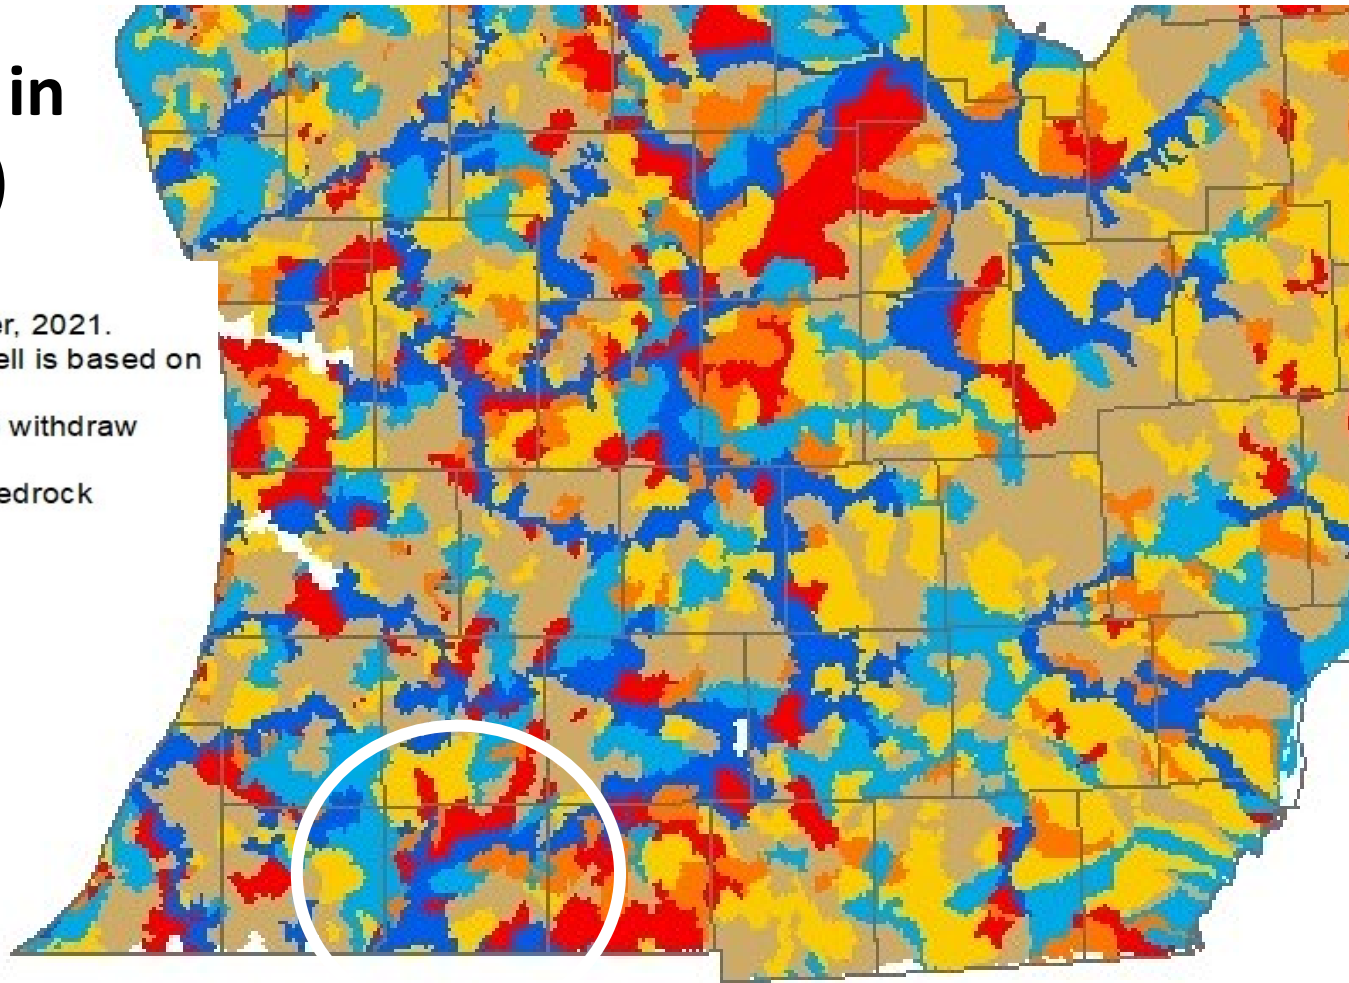 in
)
er, 2021.
ell is based on
withdraw
edrock